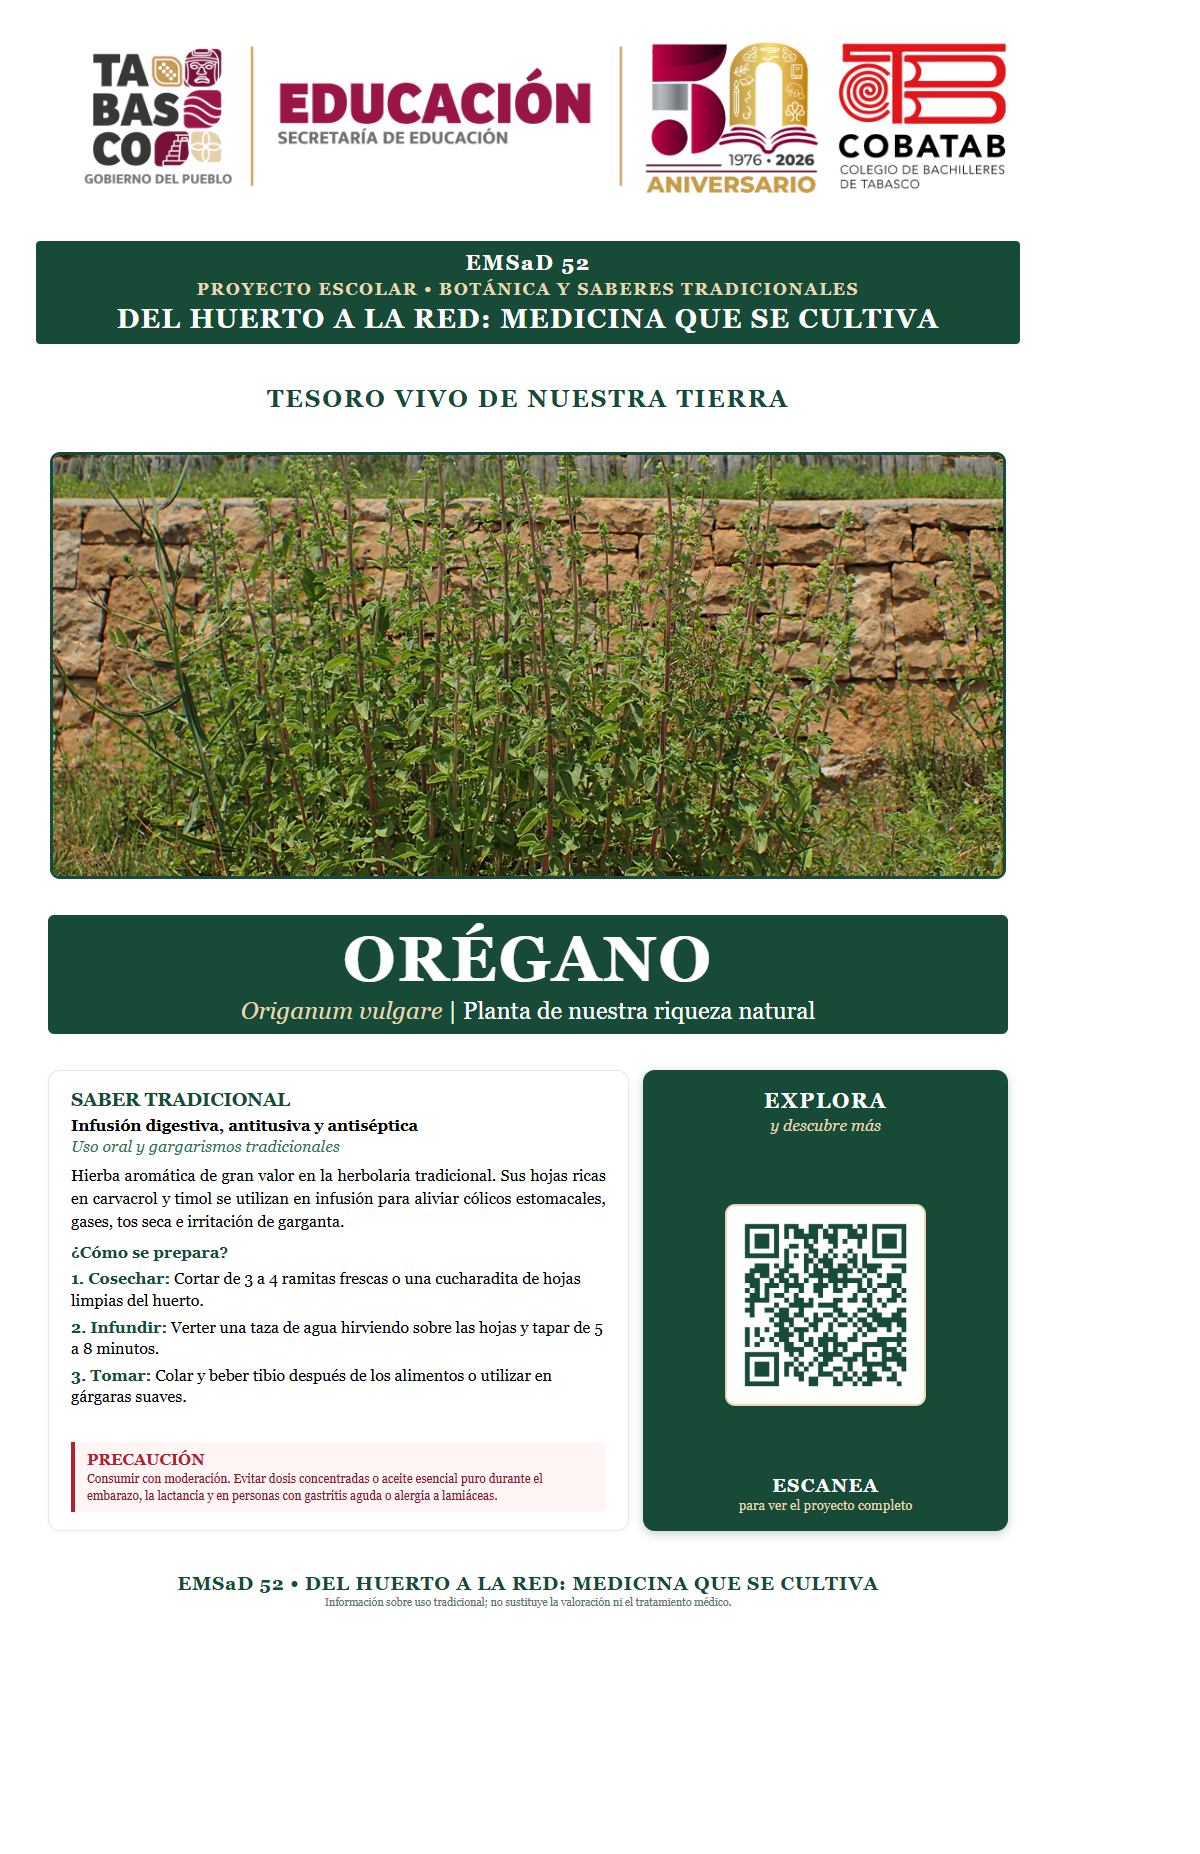 TA
BAS
CO
GOBIERNO DEL PUEBLO
EDUCACIÓN
SECRETARÍA DE EDUCACIÓN
50
1976 • 2026
ANIVERSARIO
COBATAB
COLEGIO DE BACHILLERES
DE TABASCO
EMSaD 52
PROYECTO ESCOLAR • BOTÁNICA Y SABERES TRADICIONALES
DEL HUERTO A LA RED: MEDICINA QUE SE CULTIVA
TESORO VIVO DE NUESTRA TIERRA
ORÉGANO
Origanum vulgare | Planta de nuestra riqueza natural
SABER TRADICIONAL
Infusión digestiva, antitusiva y antiséptica
Uso oral y gargarismos tradicionales
Hierba aromática de gran valor en la herbolaria tradicional. Sus hojas ricas
en carvacrol y timol se utilizan en infusión para aliviar cólicos estomacales,
gases, tos seca e irritación de garganta.
¿Cómo se prepara?
1. Cosechar: Cortar de 3 a 4 ramitas frescas o una cucharadita de hojas
limpias del huerto.
2. Infundir: Verter una taza de agua hirviendo sobre las hojas y tapar de 5
a 8 minutos.
3. Tomar: Colar y beber tibio después de los alimentos o utilizar en
gárgaras suaves.
PRECAUCIÓN
Consumir con moderación. Evitar dosis concentradas o aceite esencial puro durante el
embarazo, la lactancia y en personas con gastritis aguda o alergia a lamiáceas.
EXPLORA
y descubre más
ESCANEA
para ver el proyecto completo
EMSaD 52 • DEL HUERTO A LA RED: MEDICINA QUE SE CULTIVA
Información sobre uso tradicional; no sustituye la valoración ni el tratamiento médico.